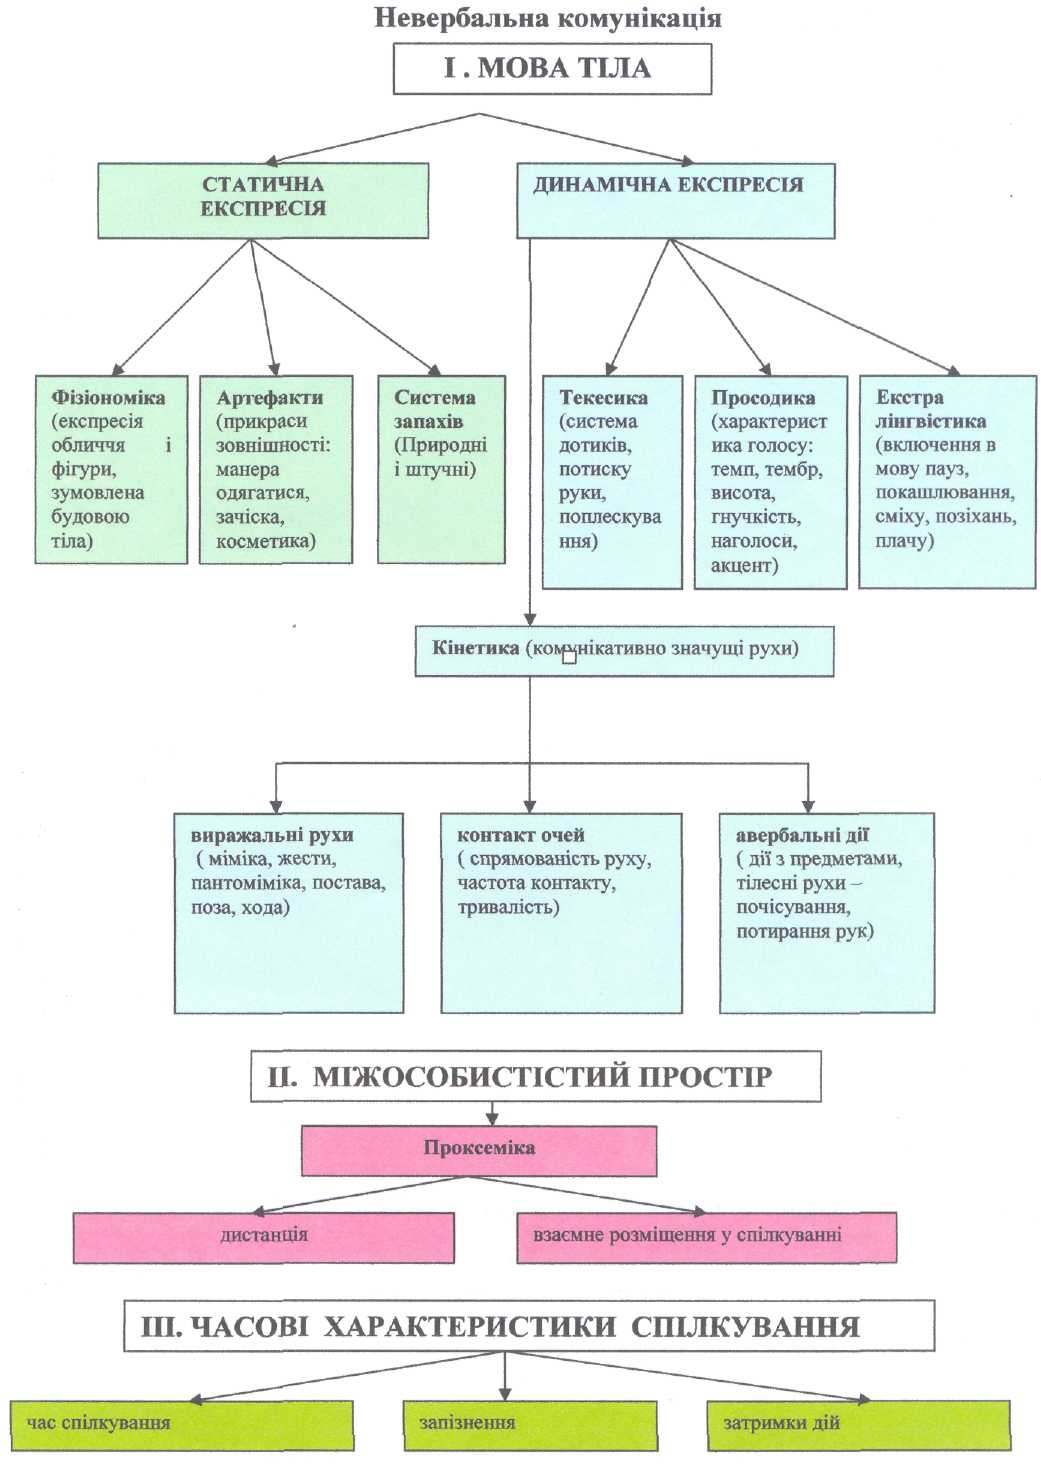 Невербальна комунікація
I . МОВА ТІЛА
СТАТИЧНА
ЕКСПРЕСІЯ
ДИНАМІЧНА ЕКСПРЕСІЯ
Фізіономіка
(експресія
обличчя і
фігури,
зумовлена
будовою
тіла)
Артефакти
(прикраси
зовнішності:
манера
одягатися,
зачіска,
косметика)
Система
запахів
(Природні
і штучні)
Текесика
(система
дотиків,
потиску
руки,
поплескува
ння)
Просодика
(характерист
ика голосу:
темп, тембр,
висота,
гнучкість,
наголоси,
акцент)
Екстра
лінгвістика
(включення в
мову пауз,
покашлювання,
сміху, позіхань,
плачу)
Кінетика (комунікативно значущі рухи)
виражальні рухи
( міміка, жести,
пантоміміка, постава,
поза, хода)
контакт очей
( спрямованість руху,
частота контакту,
тривалість)
авербальні дії
( дії з предметами,
тілесні рухи –
почісування,
потирання рук)
II. МІЖОСОБИСТІСТИЙ ПРОСТІР
Проксеміка
дистанція
взаємне розміщення у спілкуванні
III. ЧАСОВІ ХАРАКТЕРИСТИКИ СПІЛКУВАННЯ
час спілкування
запізнення
затримки дій